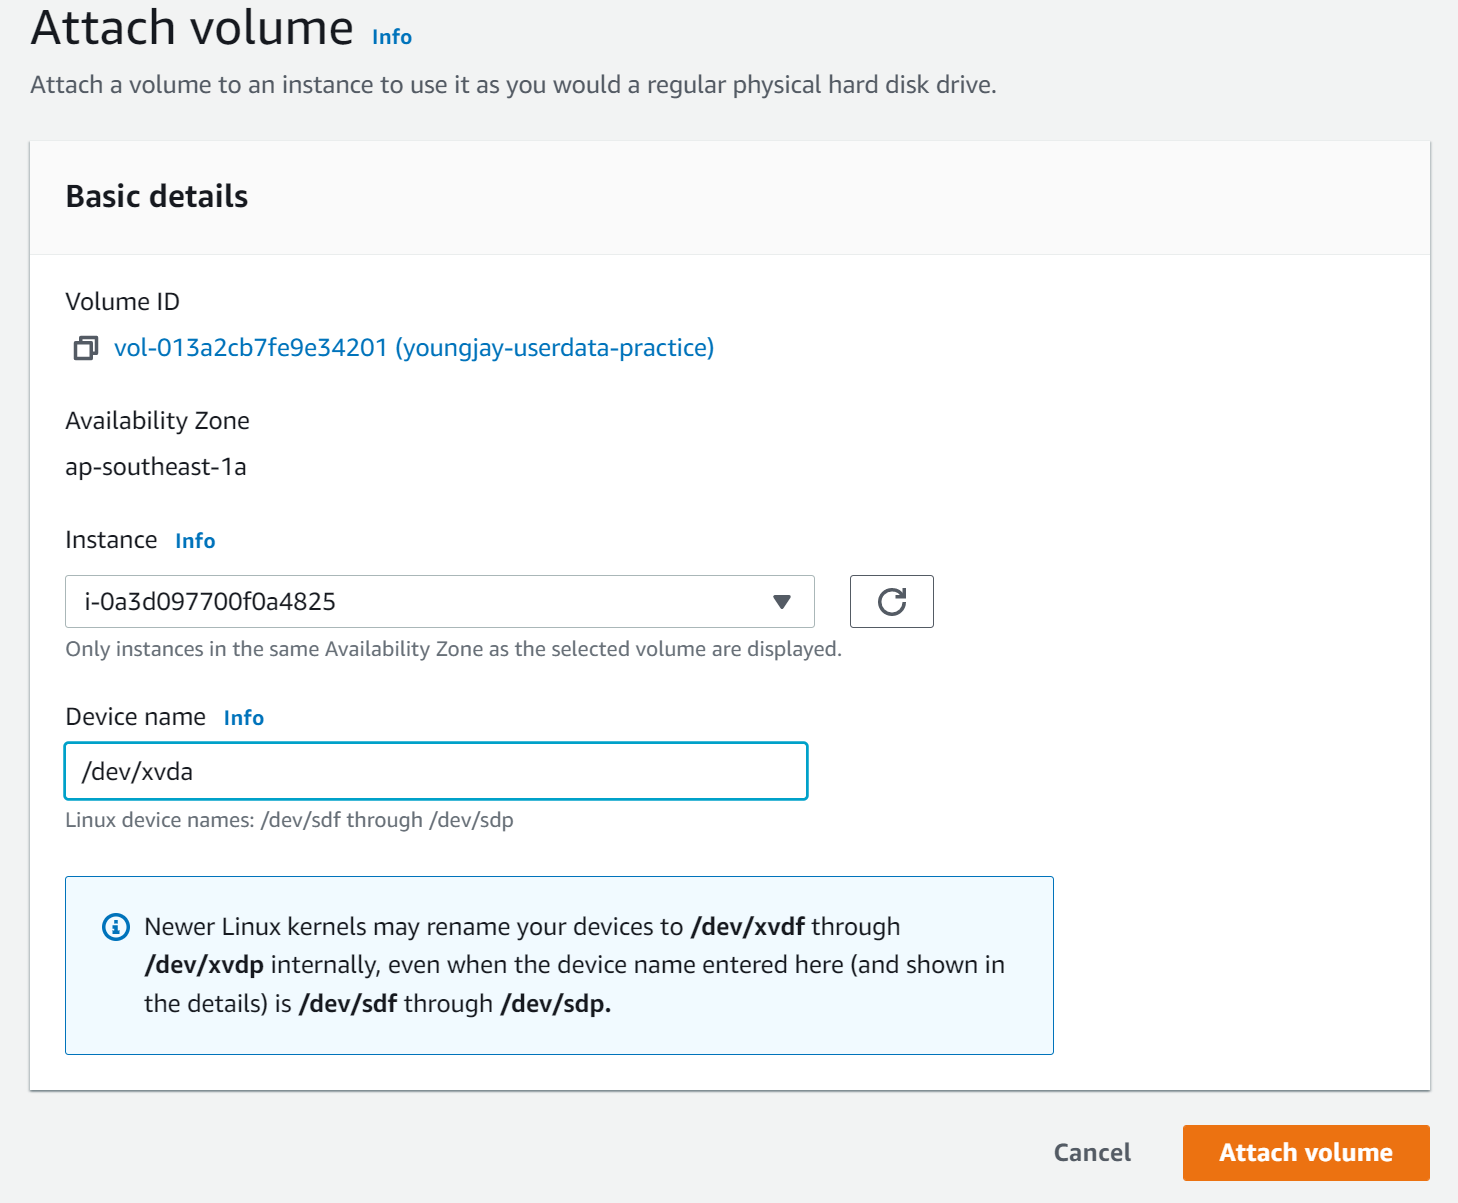 Attach volume Info
Attach a volume to an instance to use it as you would a regular physical hard disk drive.
Basic details
Volume ID
vol-013a2cb7fe9e34201 (youngjay-userdata-practice)
Availability Zone
ap-southeast-1a
Instance Info
i-0a3d097700f0a4825
Only instances in the same Availability Zone as the selected volume are displayed.
Device name Info
/dev/xvda
Linux device names: /dev/sdf through /dev/sdp
Newer Linux kernels may rename your devices to /dev/xvdf through
/dev/xvdp internally, even when the device name entered here (and shown in
the details) is /dev/sdf through /dev/sdp.
Cancel Attach volume